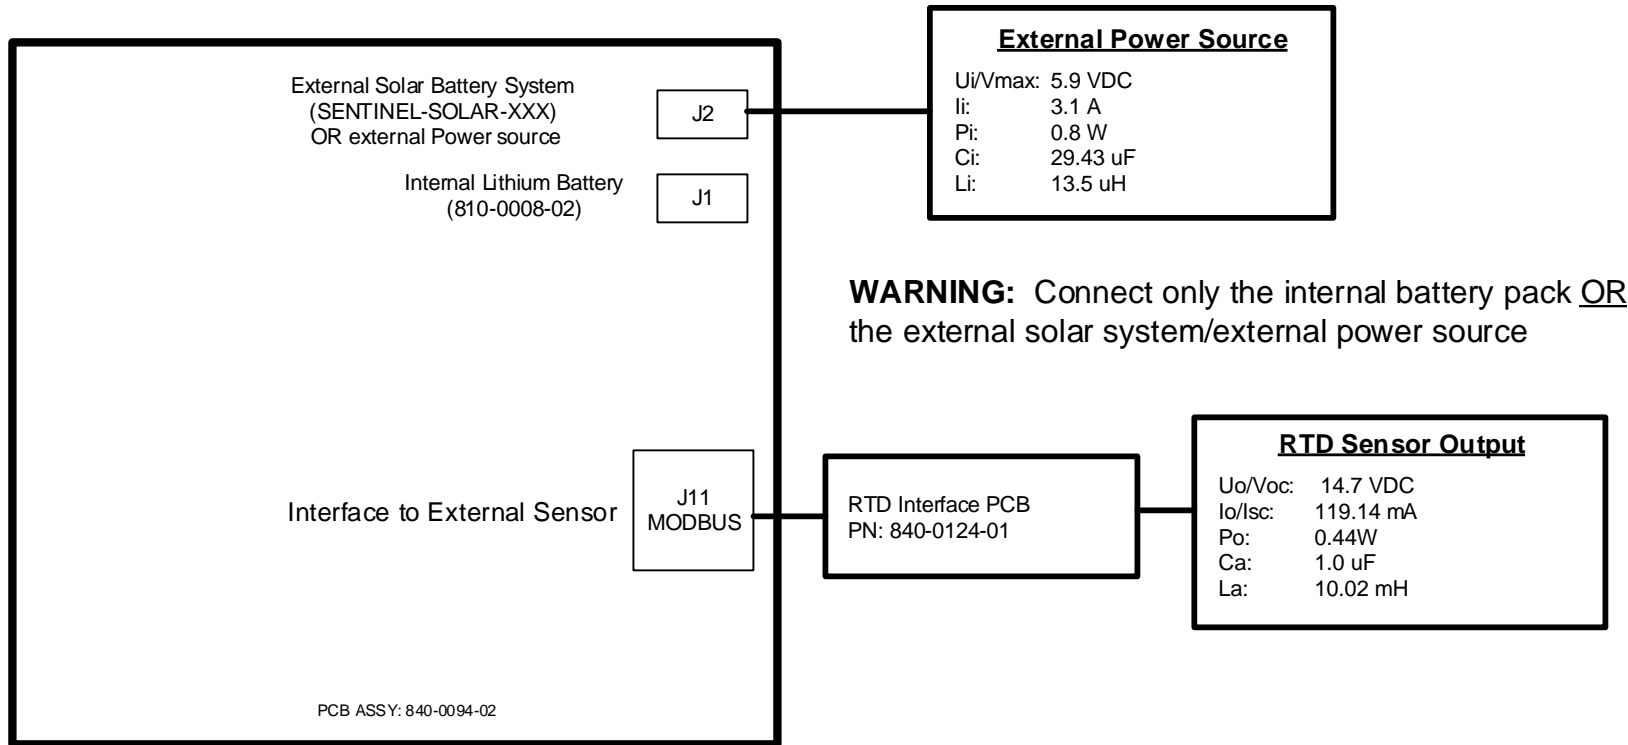 External Solar Battery System
(SENTINEL-SOLAR-XXX)
OR external Power source
J2
Internal Lithium Battery
(810-0008-02)
J1
External Power Source
Ui/Vmax: 5.9 VDC
Ii: 3.1 A
Pi: 0.8 W
Ci: 29.43 uF
Li: 13.5 uH
WARNING: Connect only the internal battery pack OR
the external solar system/external power source
Interface to External Sensor
J11
MODBUS
RTD Interface PCB
PN: 840-0124-01
RTD Sensor Output
Uo/Voc: 14.7 VDC
Io/Isc: 119.14 mA
Po: 0.44W
Ca: 1.0 uF
La: 10.02 mH
PCB ASSY: 840-0094-02